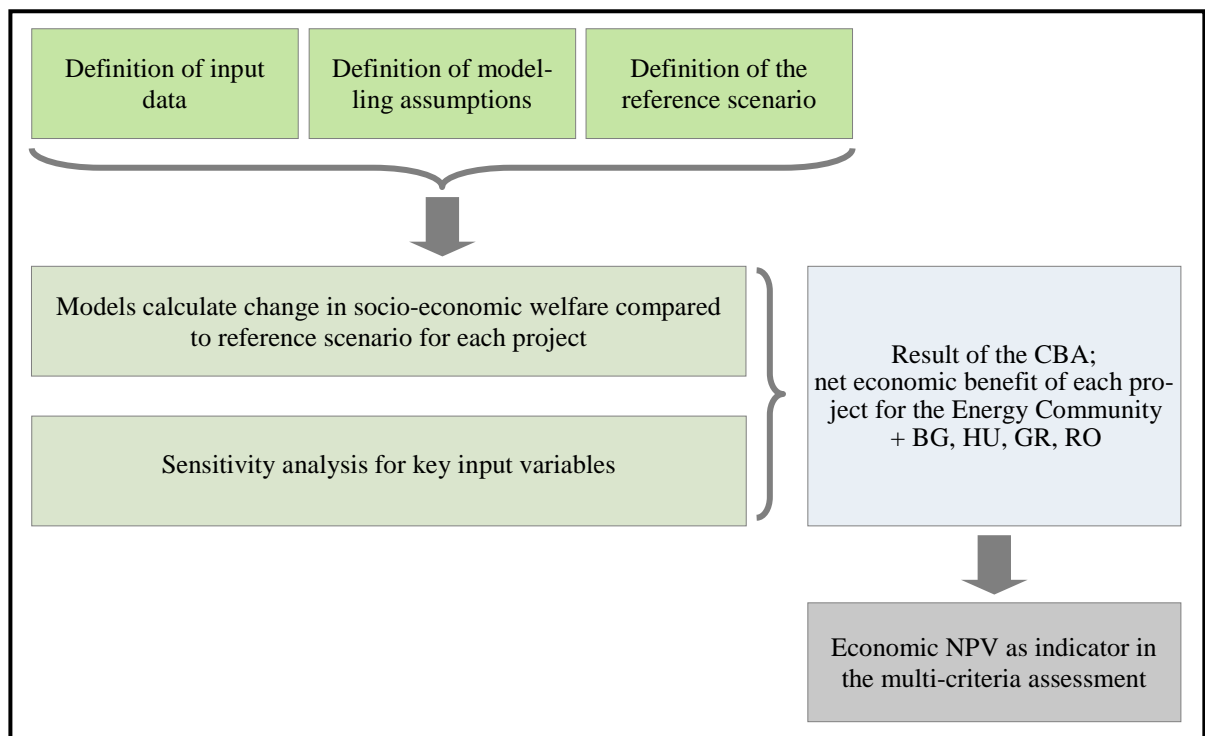 Definition of input
data
Definition of model-
ling assumptions
Definition of the
reference scenario
Models calculate change in socio-economic welfare compared
to reference scenario for each project
Sensitivity analysis for key input variables
Result of the CBA;
net economic benefit of each pro-
ject for the Energy Community
+ BG, HU, GR, RO
Economic NPV as indicator in
the multi-criteria assessment